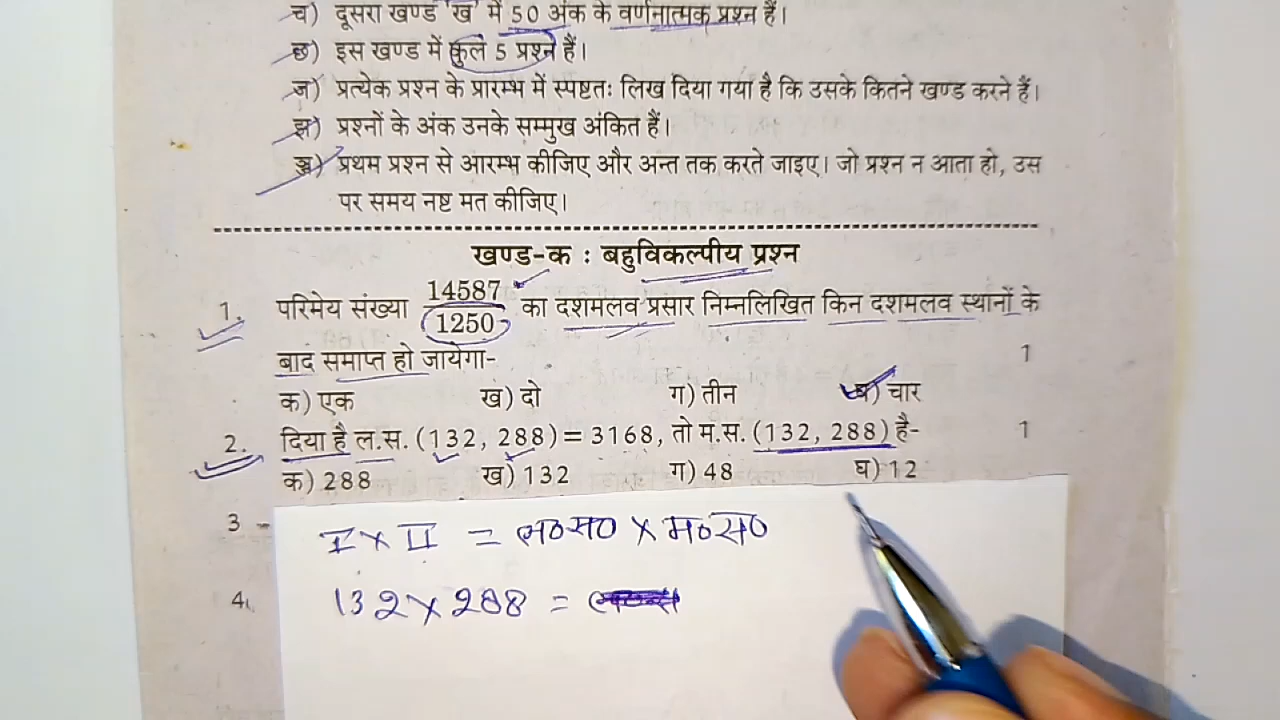 च) दूसरा खण्ड 'ख' में 50 अंक के वर्णनात्मक प्रश्न हैं।
छ) इस खण्ड में कुल 5 प्रश्न हैं।
ज) प्रत्येक प्रश्न के प्रारम्भ में स्पष्टतः लिख दिया गया है कि उसके कितने खण्ड करने हैं।
झ) प्रश्नों के अंक उनके सम्मुख अंकित हैं।
ञ) प्रथम प्रश्न से आरम्भ कीजिए और अन्त तक करते जाइए। जो प्रश्न न आता हो, उस
पर समय नष्ट मत कीजिए।
खण्ड-क : बहुविकल्पीय प्रश्न
1. परिमेय संख्या 14587/1250 का दशमलव प्रसार निम्नलिखित किन दशमलव स्थानों के
बाद समाप्त हो जायेगा- 1
क) एक ख) दो ग) तीन घ) चार
2. दिया है ल.स. (132, 288) = 3168, तो म.स. (132, 288) है- 1
क) 288 ख) 132 ग) 48 घ) 12
3 -
I × II = ल०स० × म०स०
4. 132 × 288 =